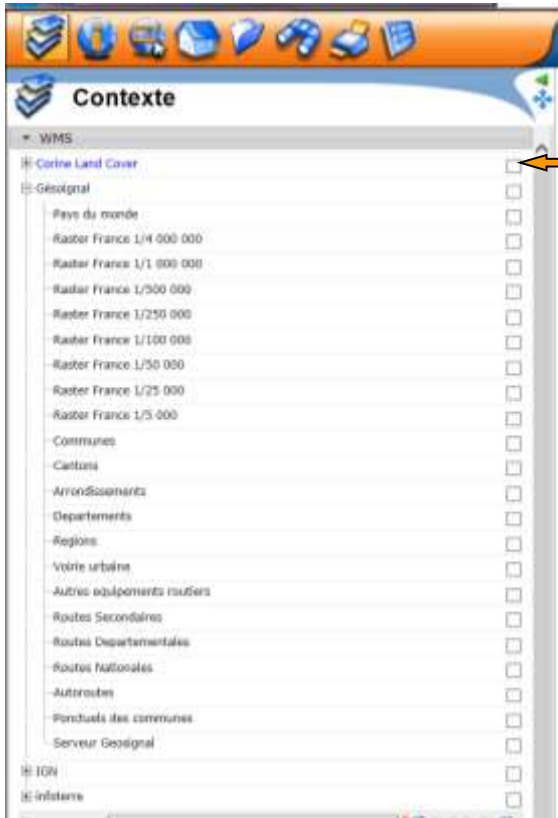 Contexte
WMS
Corine Land Cover
Géosignal
Pays du monde
Raster France 1/4 000 000
Raster France 1/1 000 000
Raster France 1/500 000
Raster France 1/250 000
Raster France 1/100 000
Raster France 1/50 000
Raster France 1/25 000
Raster France 1/5 000
Communes
Cantons
Arrondissements
Departements
Regions
Voirie urbaine
Autres equipements routiers
Routes Secondaires
Routes Departementales
Routes Nationales
Autoroutes
Ponctuels des communes
Serveur Geosignal
IGN
infoterre